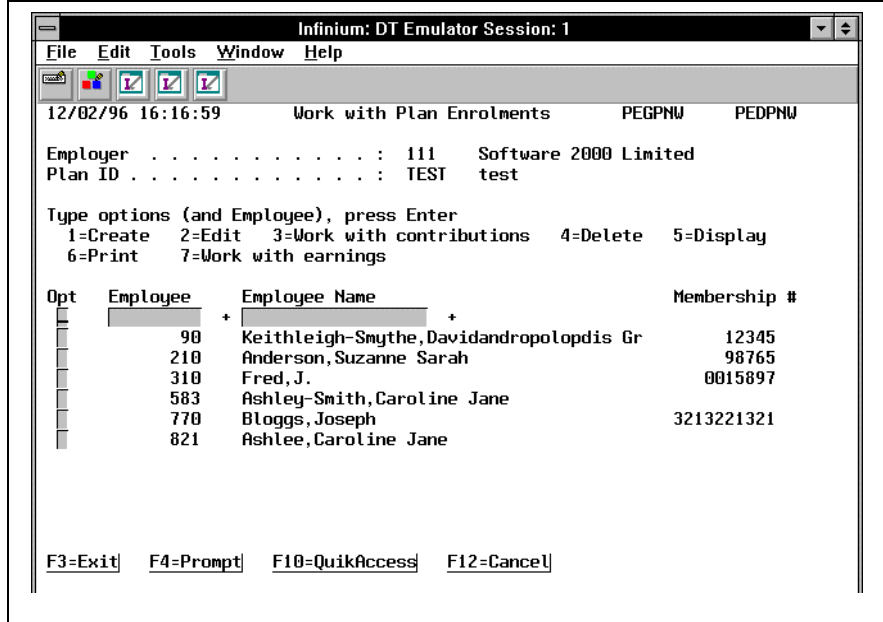 Infinium: DT Emulator Session: 1
File Edit Tools Window Help
12/02/96 16:16:59 Work with Plan Enrolments PEGPNW PEDPNW
Employer . . . . . . . . . . . . : 111 Software 2000 Limited
Plan ID . . . . . . . . . . . . . : TEST test
Type options (and Employee), press Enter
1=Create 2=Edit 3=Work with contributions 4=Delete 5=Display
6=Print 7=Work with earnings
Opt Employee Employee Name Membership #
+ +
90 Keithleigh-Smythe,Davidandropolopdis Gr 12345
210 Anderson,Suzanne Sarah 98765
310 Fred,J. 0015897
583 Ashley-Smith,Caroline Jane
770 Bloggs,Joseph 3213221321
821 Ashlee,Caroline Jane
F3=Exit F4=Prompt F10=QuikAccess F12=Cancel